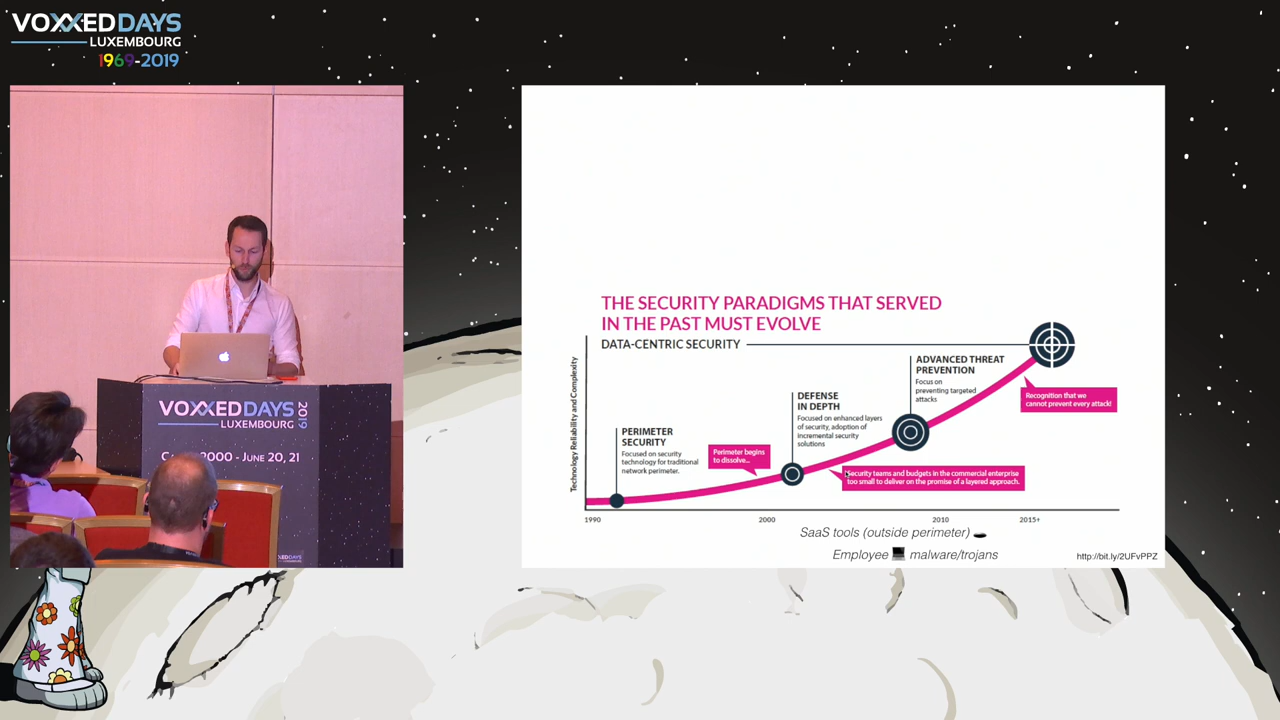 VOXXEDDAYS
LUXEMBOURG
1969-2019
VOXXEDDAYS 2019
LUXEMBOURG
2000 - JUNE 20, 21
VOXXEDDAYS
THE SECURITY PARADIGMS THAT SERVED
IN THE PAST MUST EVOLVE
DATA-CENTRIC SECURITY
Technology Reliability and Complexity
ADVANCED THREAT
PREVENTION
Focus on
preventing targeted
attacks
Recognition that we
cannot prevent every attack!
DEFENSE
IN DEPTH
Focused on enhanced layers
of security, adoption of
incremental security
solutions
PERIMETER
SECURITY
Focused on security
technology for traditional
network perimeter.
Perimeter begins
to dissolve...
Security teams and budgets in the commercial enterprise
too small to deliver on the promise of a layered approach.
1990
2000
2010
2015+
SaaS tools (outside perimeter)
Employee malware/trojans
http://bit.ly/2UFvPPZ